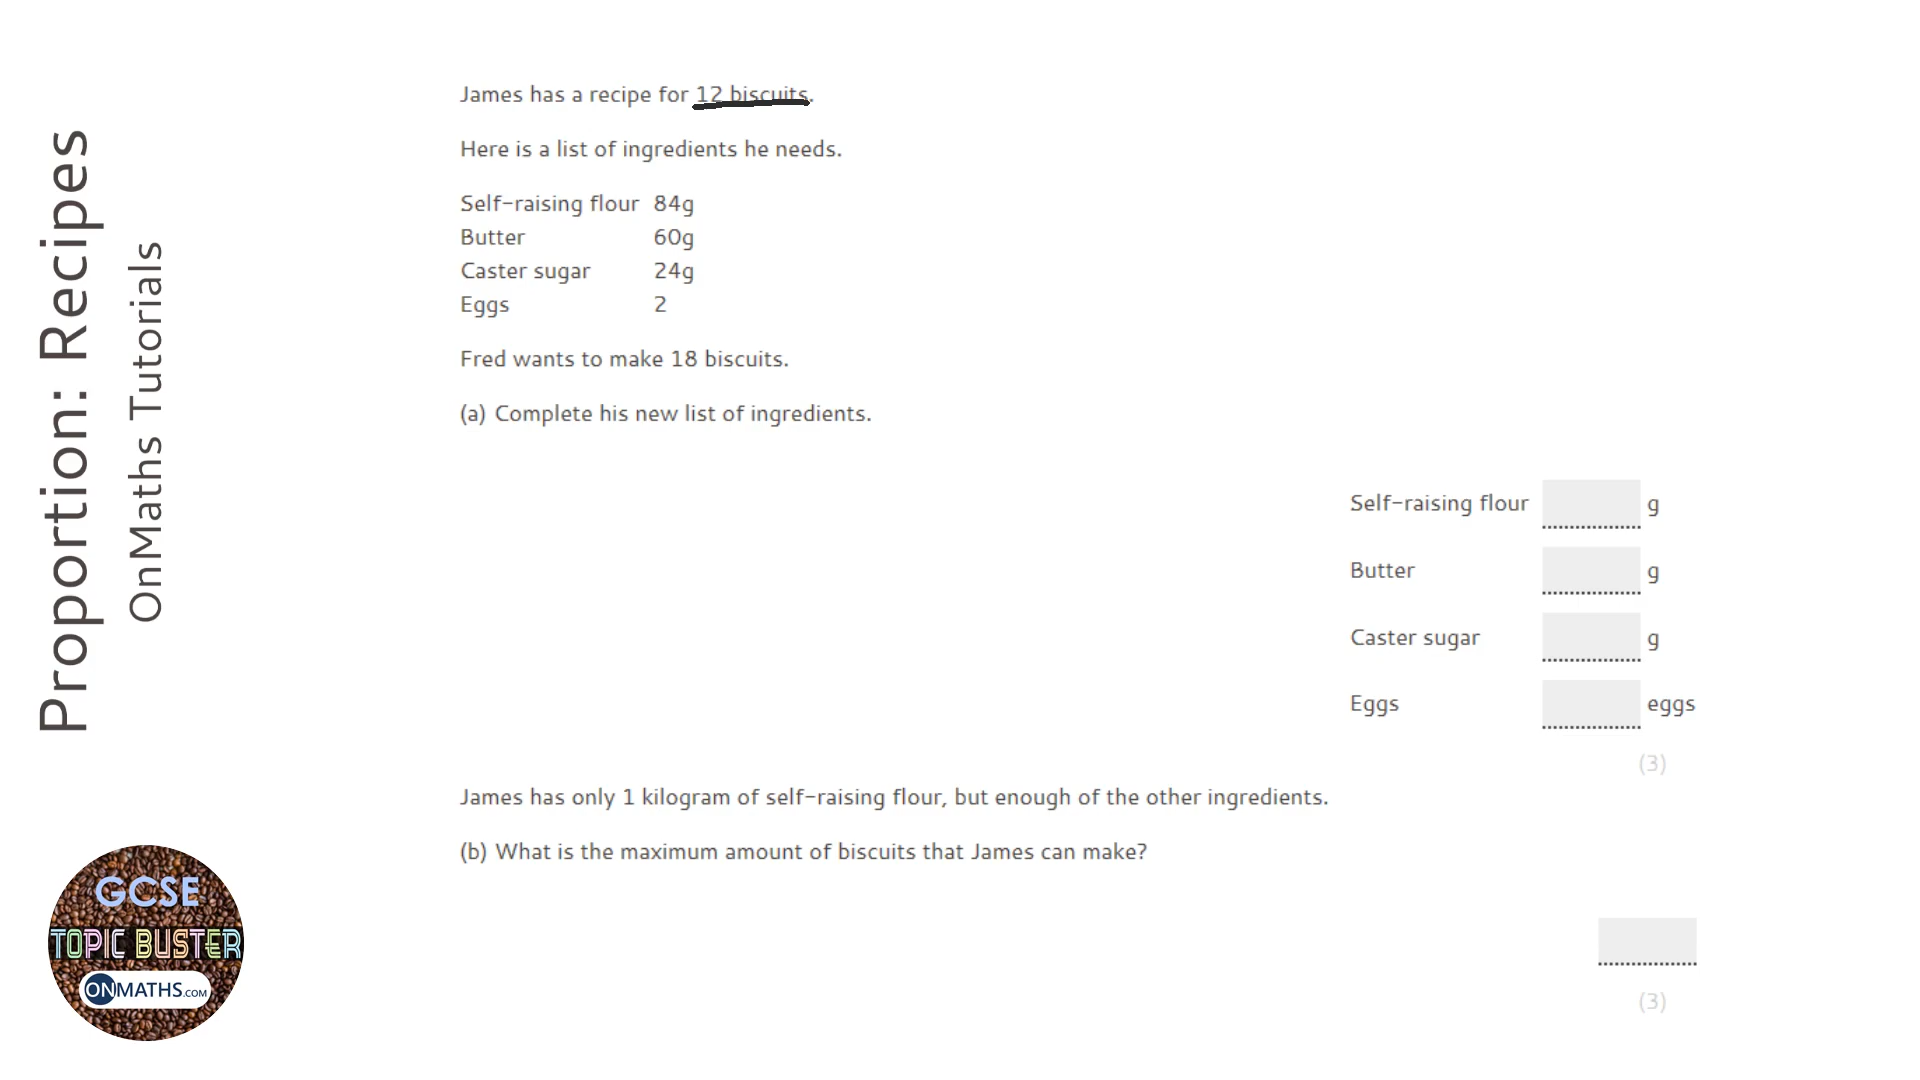 Proportion: Recipes
OnMaths Tutorials
James has a recipe for 12 biscuits.
Here is a list of ingredients he needs.
Self-raising flour 84g
Butter 60g
Caster sugar 24g
Eggs 2
Fred wants to make 18 biscuits.
(a) Complete his new list of ingredients.
Self-raising flour g
Butter g
Caster sugar g
Eggs eggs
(3)
James has only 1 kilogram of self-raising flour, but enough of the other ingredients.
(b) What is the maximum amount of biscuits that James can make?
(3)
GCSE
TOPIC BUSTER
ONMATHS.COM